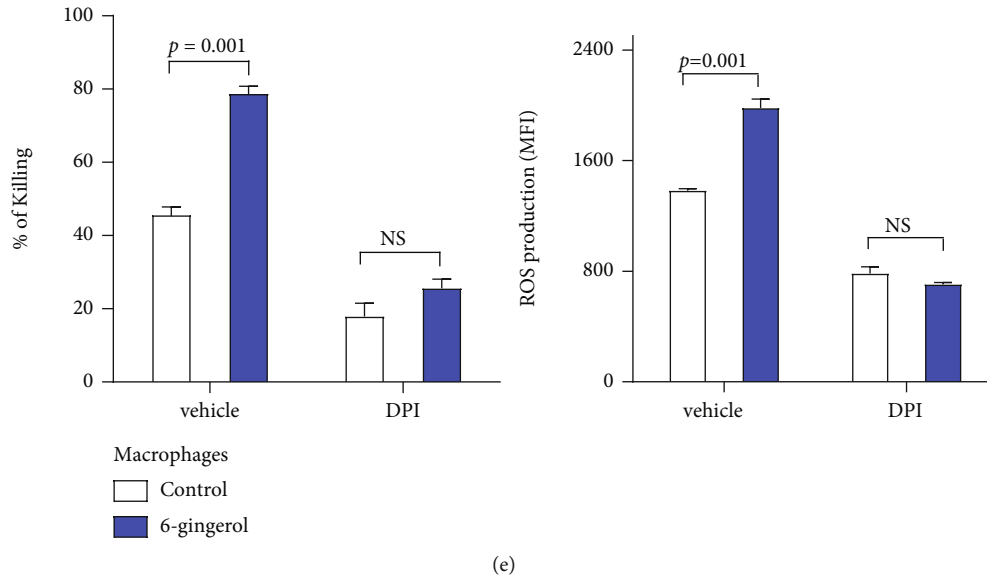 % of Killing
100
80
60
40
20
0
p = 0.001
NS
vehicle
DPI
ROS production (MFI)
2400
1600
800
0
p=0.001
NS
vehicle
DPI
Macrophages
Control
6-gingerol
(e)